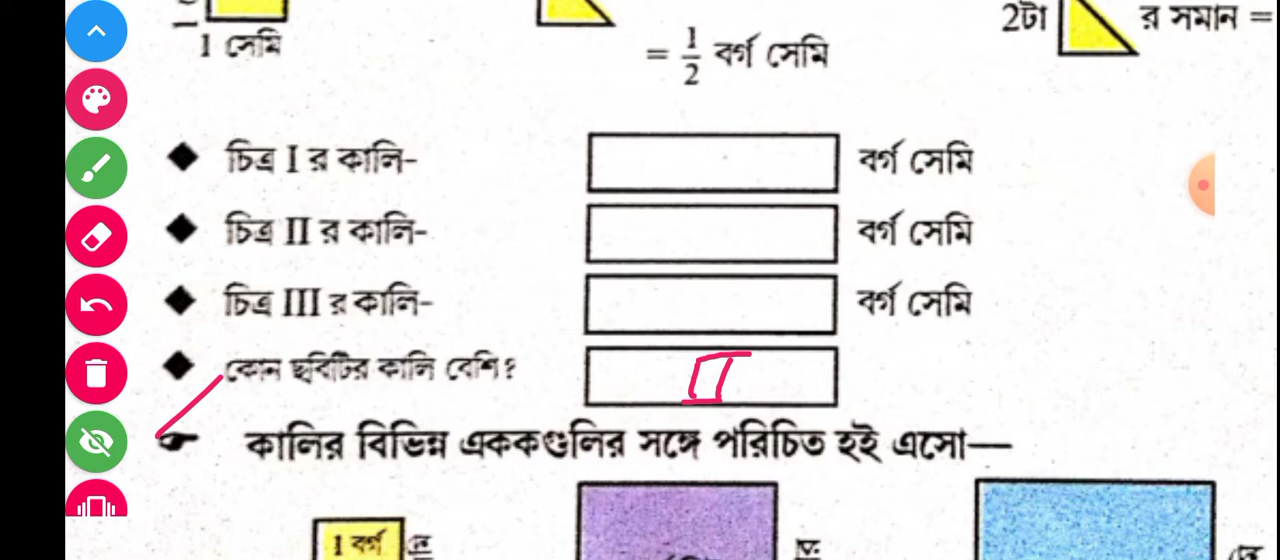 1 সেমি
= 1/2 বর্গ সেমি
2টা র সমান =
◆ চিত্র I র কালি- বর্গ সেমি
◆ চিত্র II র কালি- বর্গ সেমি
◆ চিত্র III র কালি- বর্গ সেমি
◆ কোন ছবিটির কালি বেশি? II
☛ কালির বিভিন্ন এককগুলির সঙ্গে পরিচিত হই এসো—
1 বর্গ